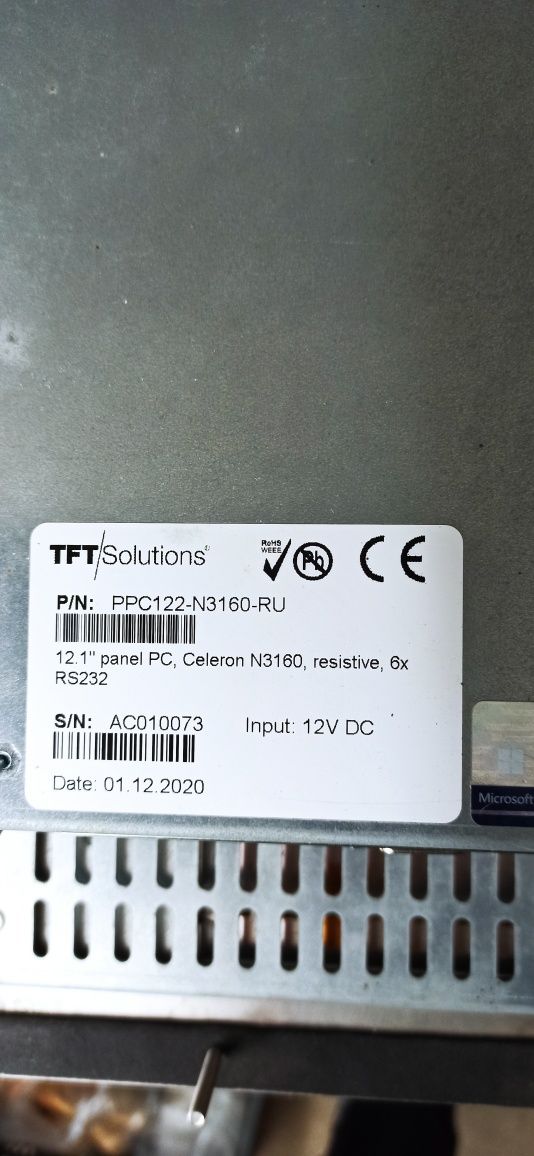 TFT/Solutions®
RoHS
WEEE
Pb
CE
P/N: PPC122-N3160-RU
12.1" panel PC, Celeron N3160, resistive, 6x
RS232
S/N: AC010073 Input: 12V DC
Date: 01.12.2020
Microsoft